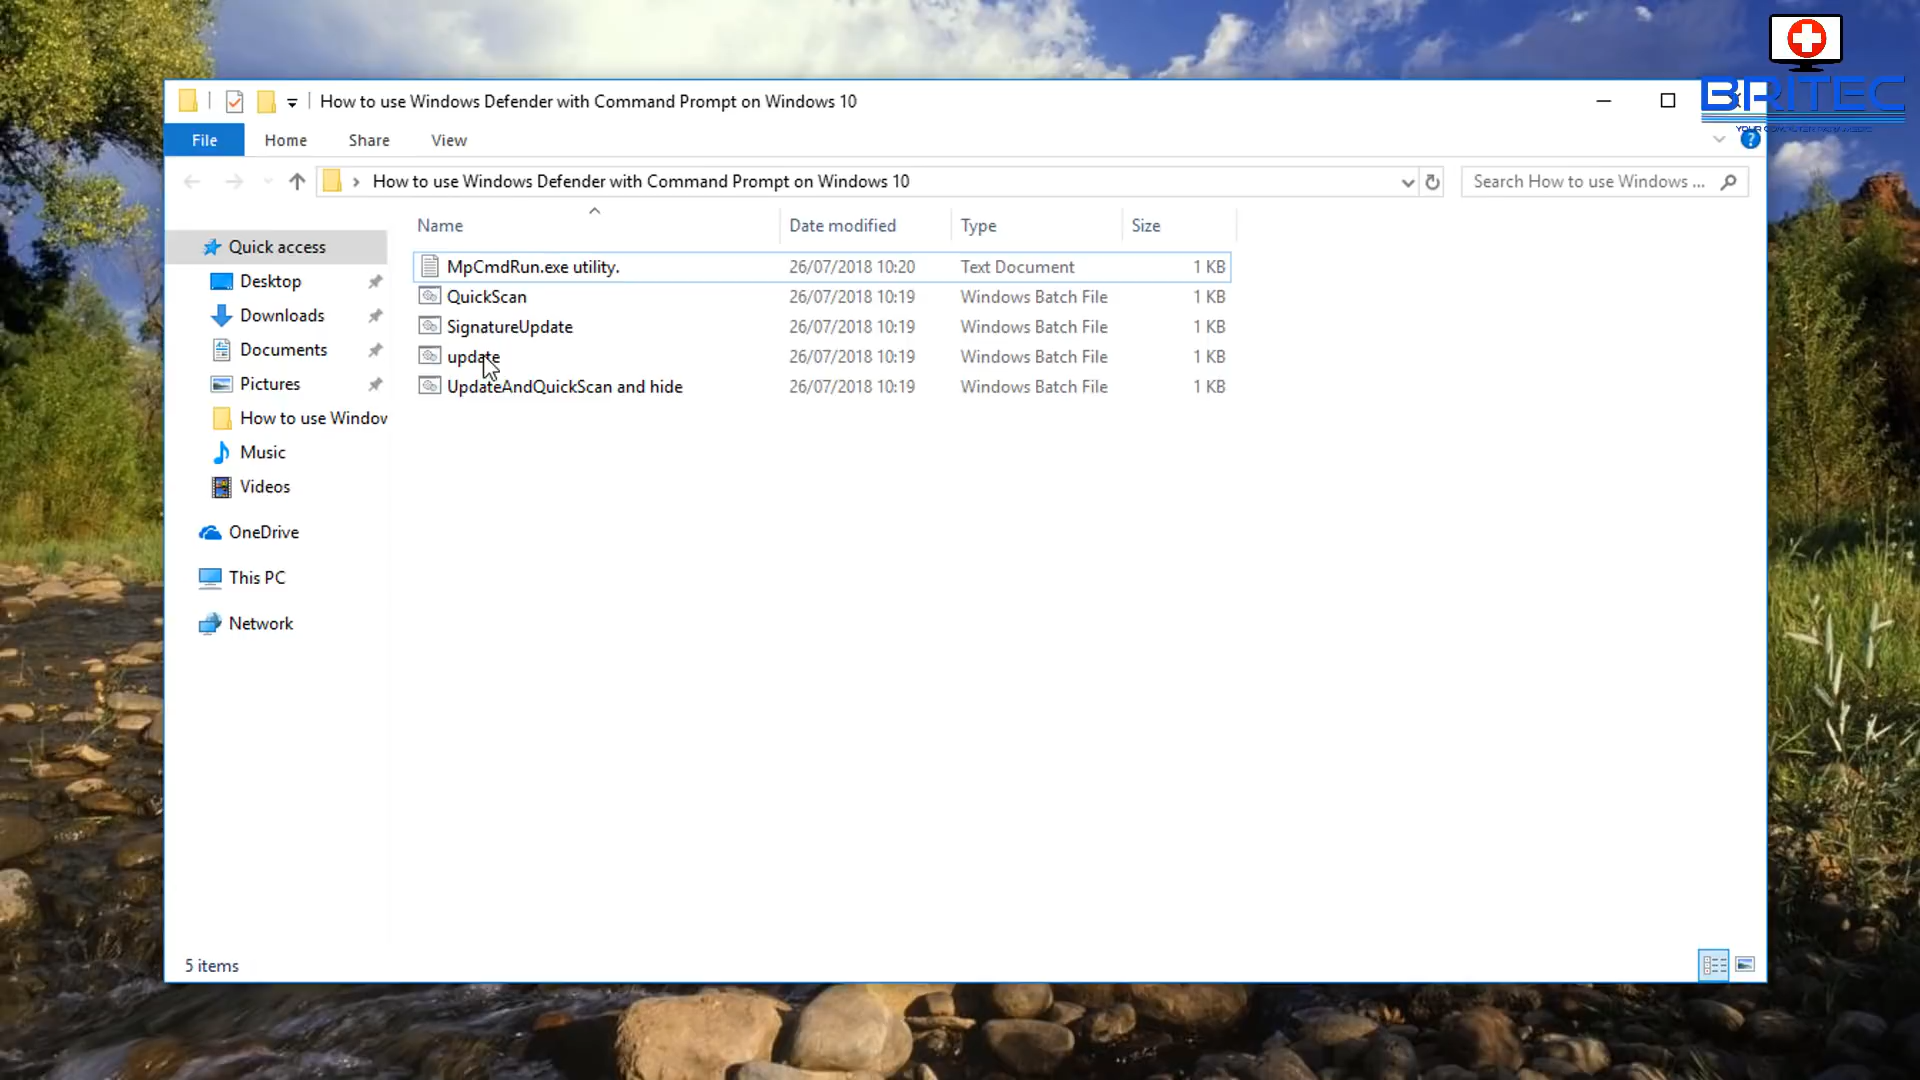 BRITEC
How to use Windows Defender with Command Prompt on Windows 10
File Home Share View
How to use Windows Defender with Command Prompt on Windows 10
Search How to use Windows ...
Name Date modified Type Size
Quick access
Desktop
Downloads
Documents
Pictures
How to use Window
Music
Videos
OneDrive
This PC
Network
MpCmdRun.exe utility. 26/07/2018 10:20 Text Document 1 KB
QuickScan 26/07/2018 10:19 Windows Batch File 1 KB
SignatureUpdate 26/07/2018 10:19 Windows Batch File 1 KB
update 26/07/2018 10:19 Windows Batch File 1 KB
UpdateAndQuickScan and hide 26/07/2018 10:19 Windows Batch File 1 KB
5 items